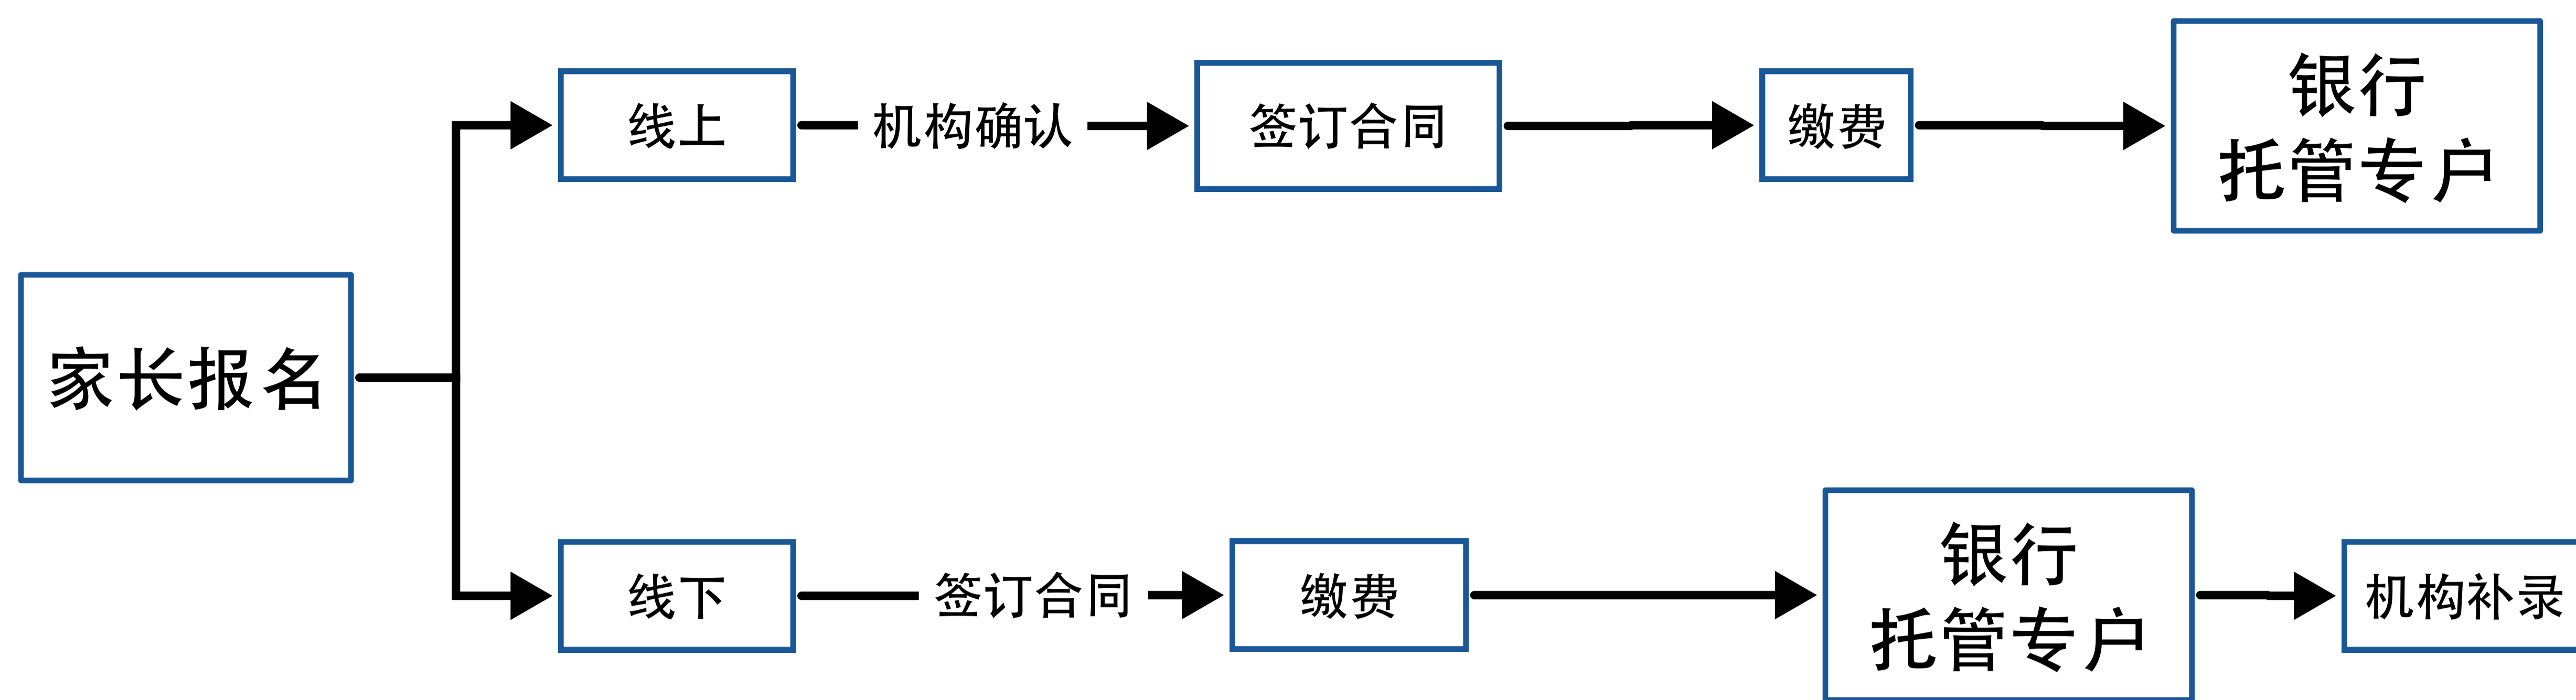 线上
机构确认
签订合同
缴费
银行
托管专户
家长报名
线下
签订合同
缴费
银行
托管专户
机构补录